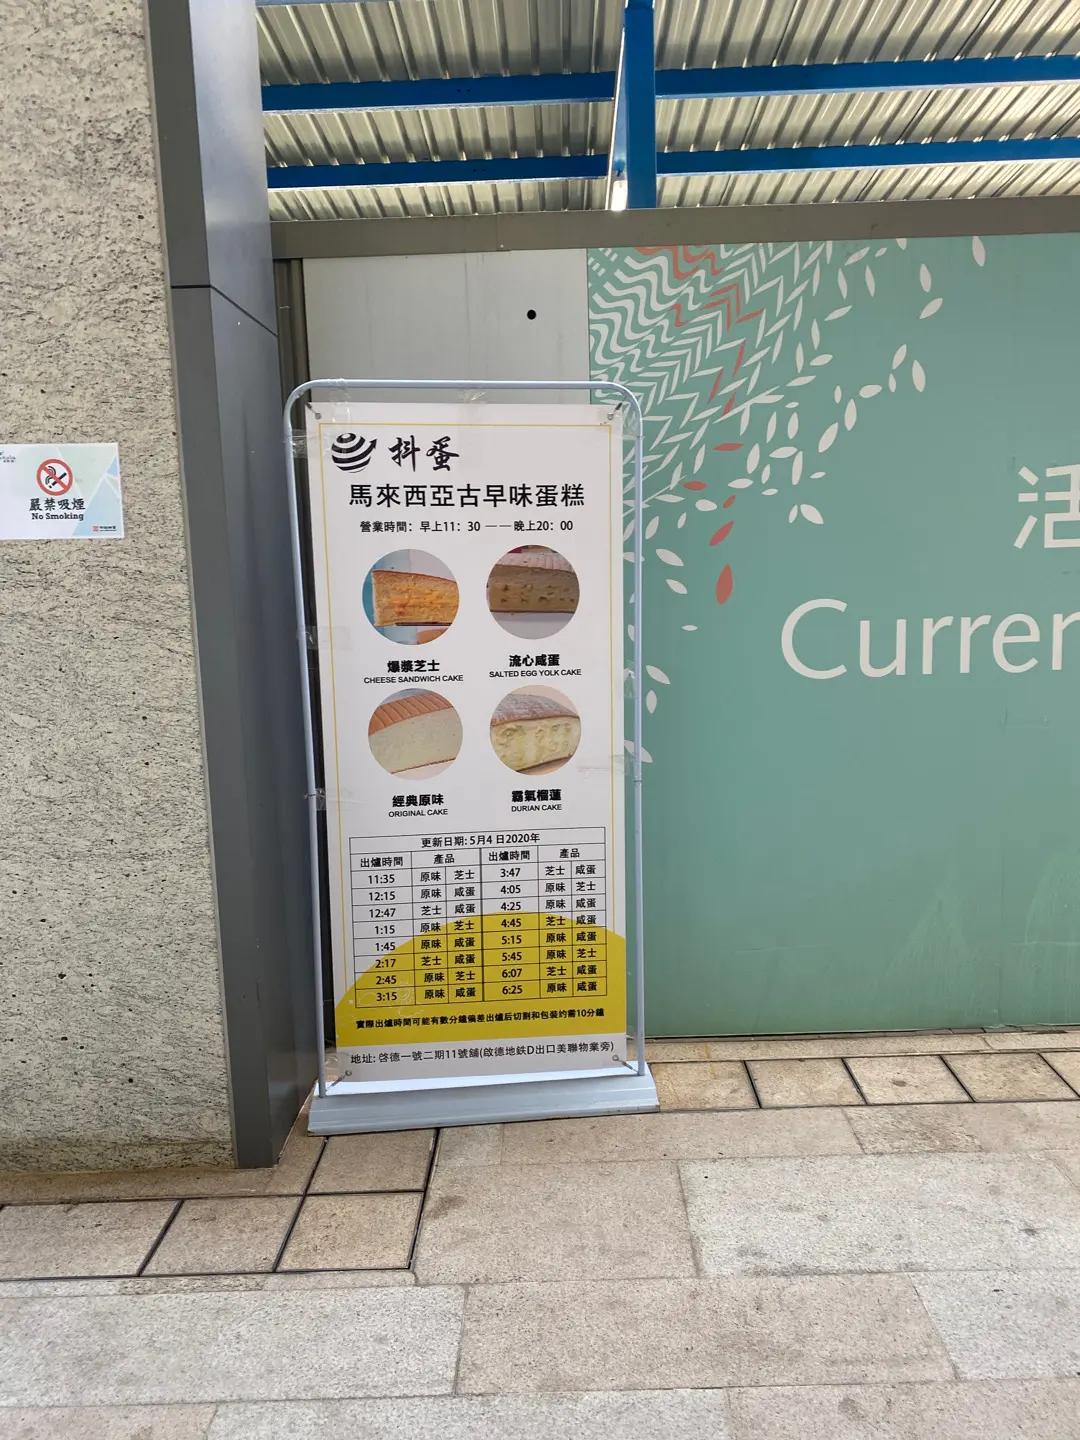 抖蛋
馬來西亞古早味蛋糕
營業時間: 早上11: 30 ——晚上20: 00
爆漿芝士
CHEESE SANDWICH CAKE
流心咸蛋
SALTED EGG YOLK CAKE
經典原味
ORIGINAL CAKE
霸氣榴蓮
DURIAN CAKE
更新日期: 5月4 日2020年
出爐時間 產品 出爐時間 產品
11:35 原味 芝士 3:47 芝士 咸蛋
12:15 原味 咸蛋 4:05 原味 芝士
12:47 芝士 咸蛋 4:25 原味 咸蛋
1:15 原味 芝士 4:45 芝士 咸蛋
1:45 原味 咸蛋 5:15 原味 咸蛋
2:17 芝士 咸蛋 5:45 原味 芝士
2:45 原味 芝士 6:07 芝士 咸蛋
3:15 原味 咸蛋 6:25 原味 咸蛋
實際出爐時間可能有數分鐘偏差出爐后切割和包裝约需10分鐘
地址: 啓德一號二期11號舖(啟德地鉄D出口美聯物業旁)
嚴禁吸煙
No Smoking
活
Curren